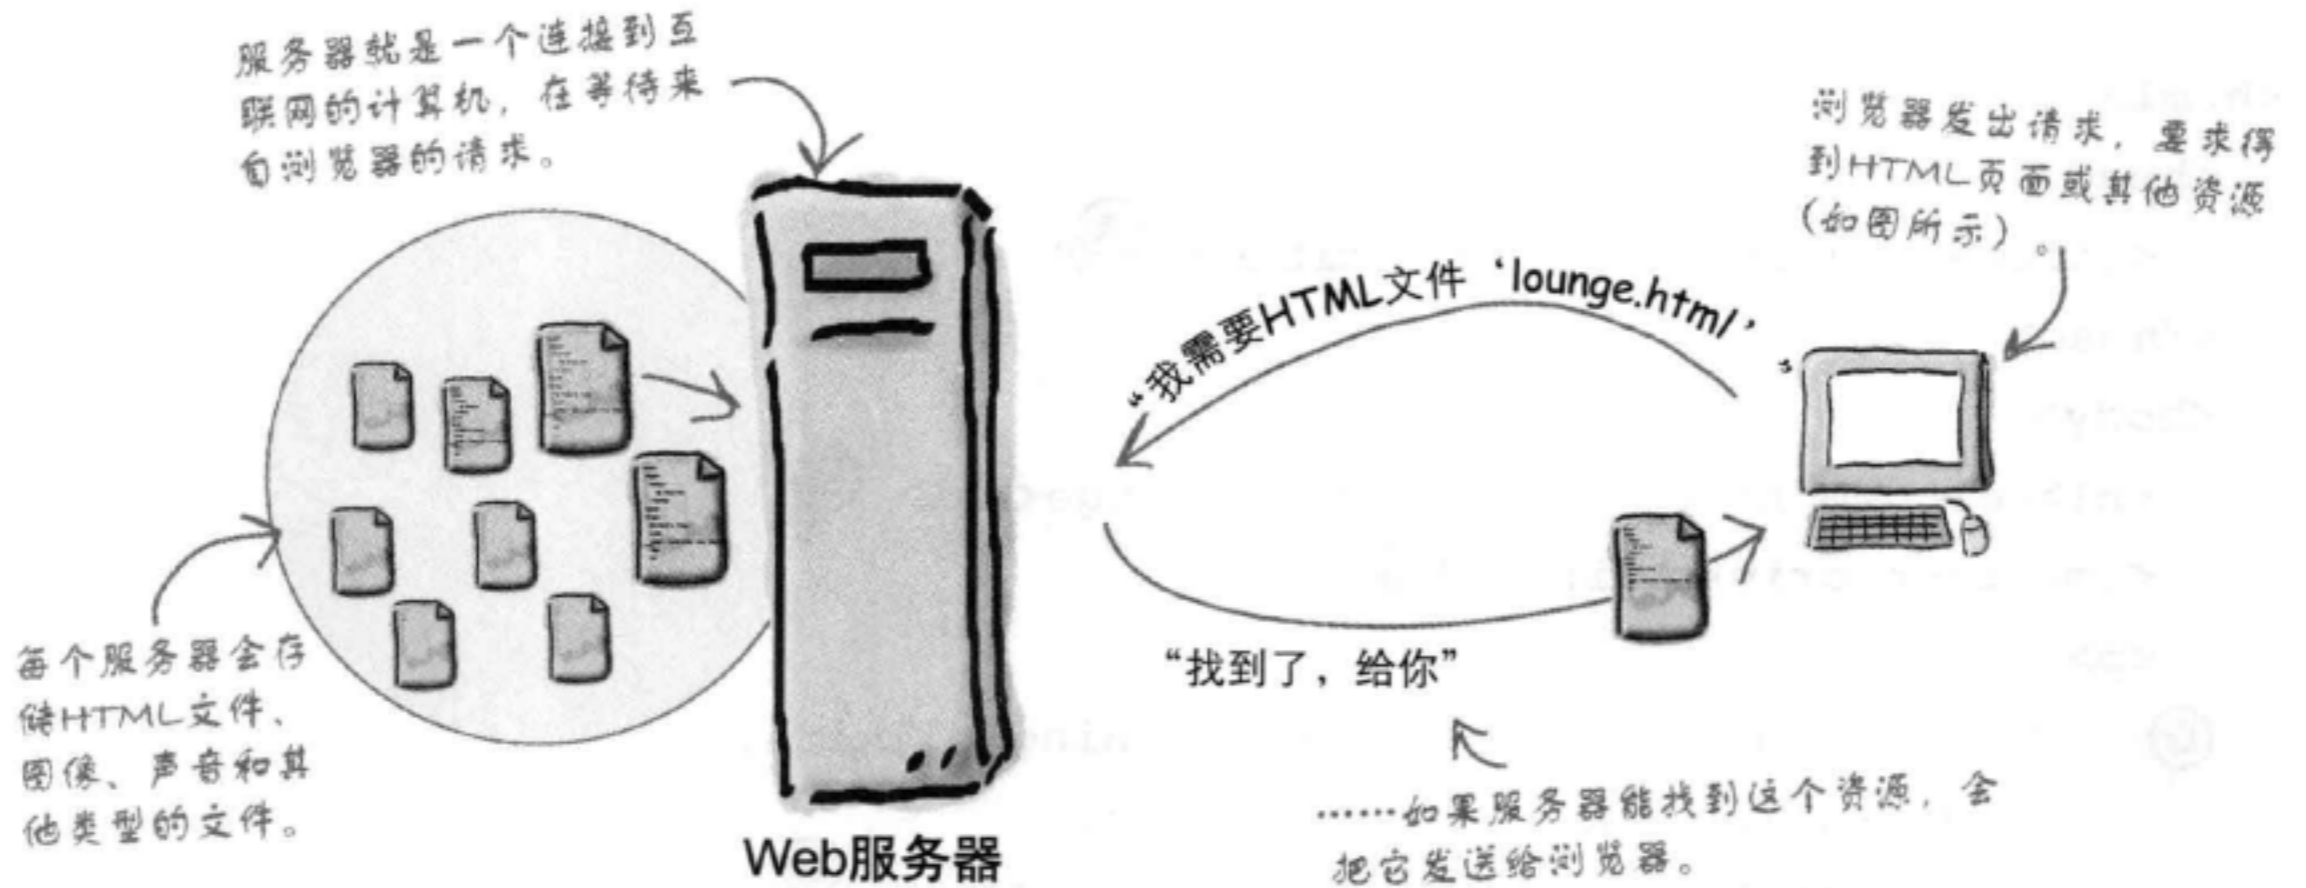 服务器就是一个连接到互
联网的计算机，在等待来
自浏览器的请求。
浏览器发出请求，要求得
到HTML页面或其他资源
（如图所示）。
“我需要HTML文件‘lounge.html’”
“找到了，给你”
每个服务器会存
储HTML文件、
图像、声音和其
他类型的文件。
……如果服务器能找到这个资源，会
把它发送给浏览器。
Web服务器